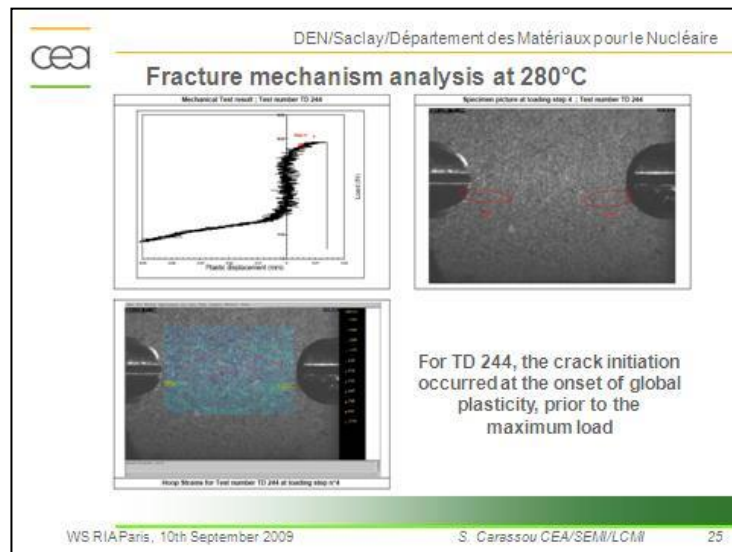 DEN/Saclay/Département des Matériaux pour le Nucléaire
cea
Fracture mechanism analysis at 280°C
Mechanical Test result ; Test number TD 244
Specimen picture at loading step 4 ; Test number TD 244
Load (N)
Plastic displacement (mm)
Hoop Strains for Test number TD 244 at loading step n°4
For TD 244, the crack initiation
occurred at the onset of global
plasticity, prior to the
maximum load
WS RIA Paris, 10th September 2009
S. Carassou CEA/SEMI/LCMI
25